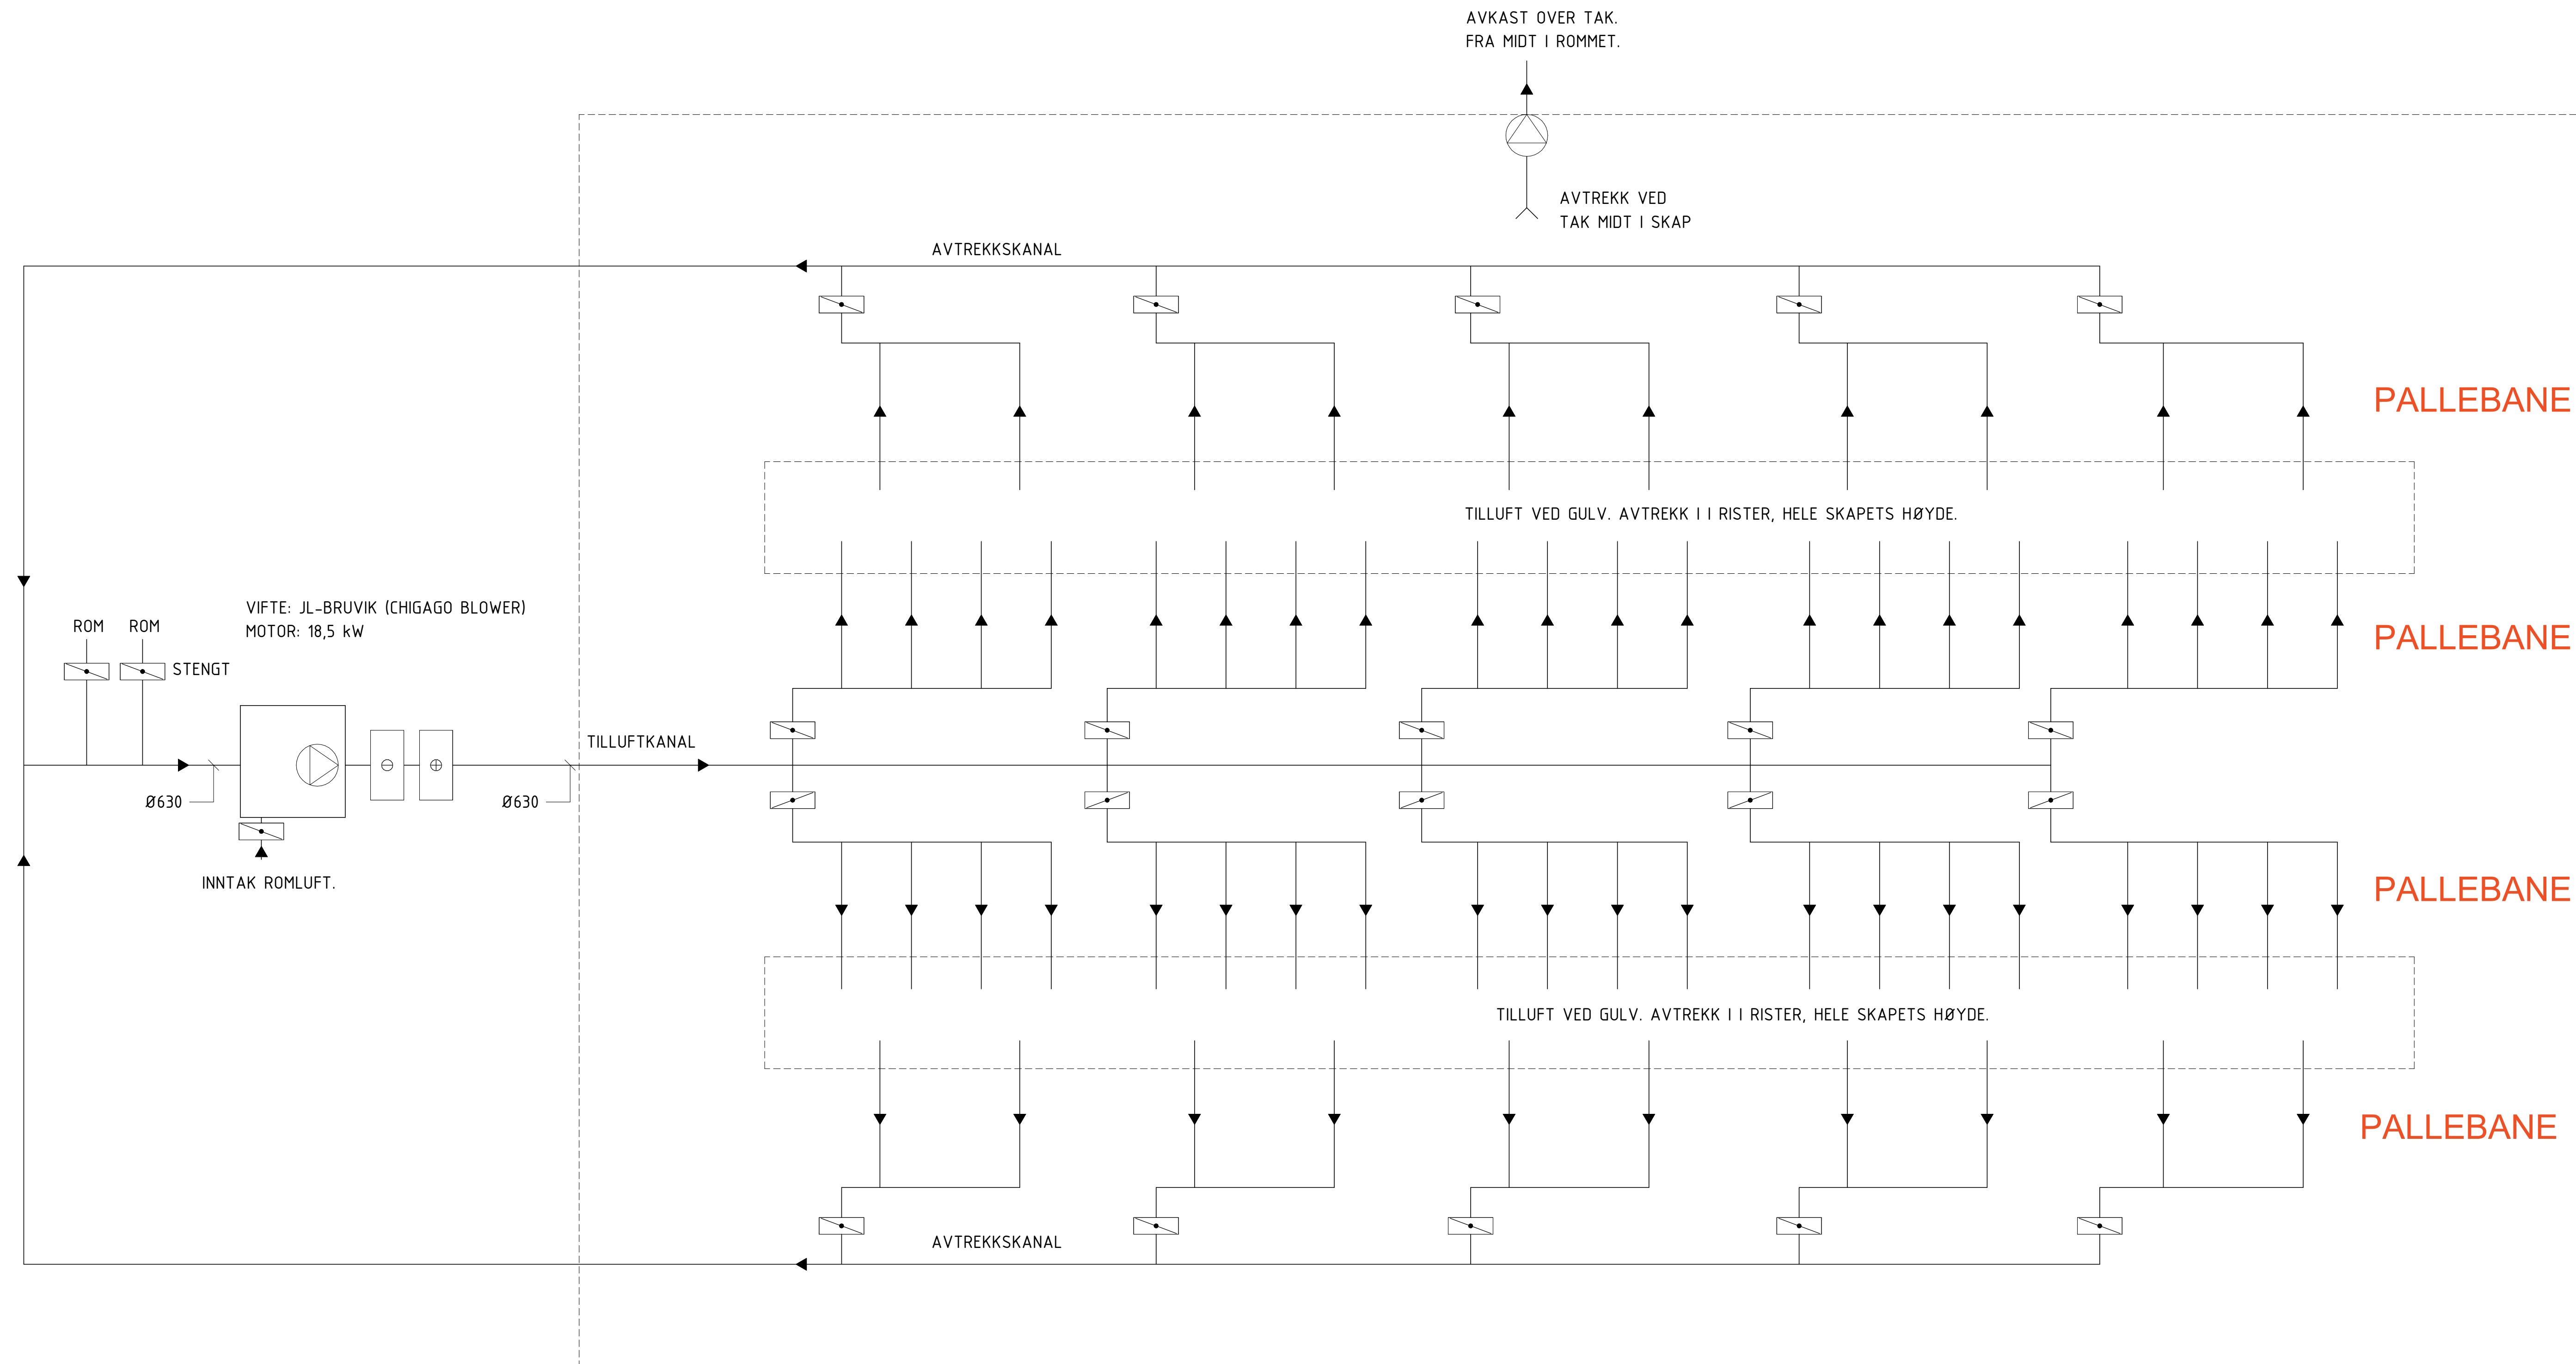 AVKAST OVER TAK.
FRA MIDT I ROMMET.
AVTREKK VED
TAK MIDT I SKAP
AVTREKKSKANAL
PALLEBANE
TILLUFT VED GULV. AVTREKK I I RISTER, HELE SKAPETS HØYDE.
VIFTE: JL-BRUVIK (CHIGAGO BLOWER)
MOTOR: 18,5 kW
ROM ROM
STENGT
PALLEBANE
TILLUFTKANAL
Ø630
Ø630
INNTAK ROMLUFT.
PALLEBANE
TILLUFT VED GULV. AVTREKK I I RISTER, HELE SKAPETS HØYDE.
PALLEBANE
AVTREKKSKANAL